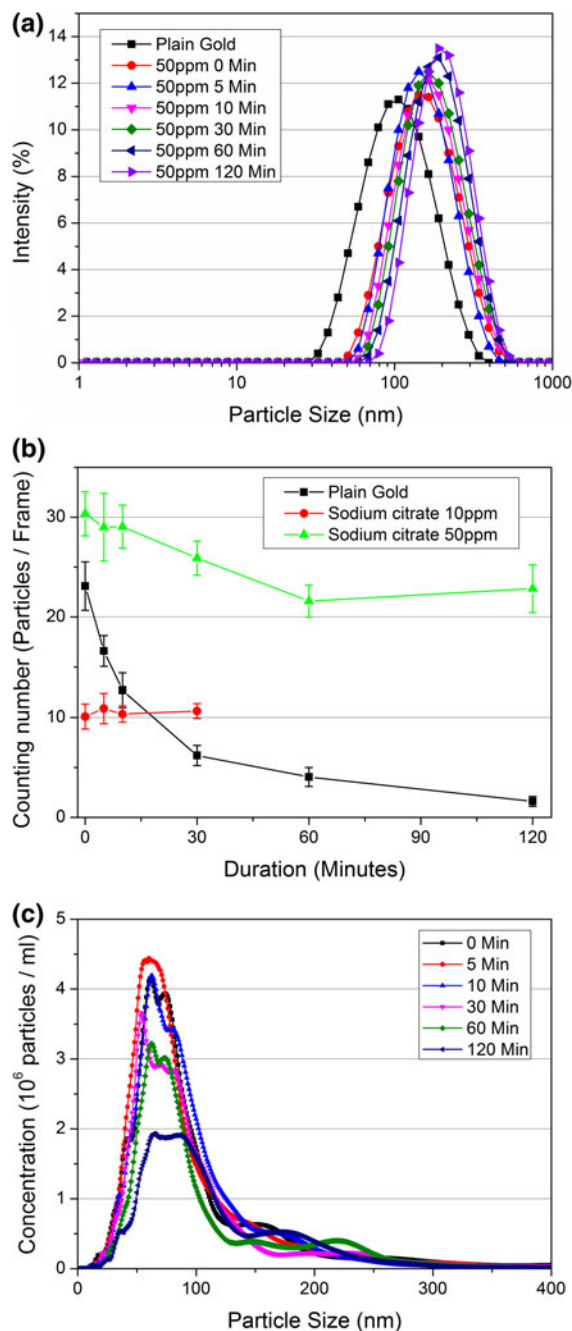 (a)
Plain Gold
50ppm 0 Min
50ppm 5 Min
50ppm 10 Min
50ppm 30 Min
50ppm 60 Min
50ppm 120 Min
14
12
10
8
6
4
2
0
Intensity (%)
1 10 100 1000
Particle Size (nm)
(b)
Plain Gold
Sodium citrate 10ppm
Sodium citrate 50ppm
30
20
10
0
Counting number (Particles / Frame)
0 30 60 90 120
Duration (Minutes)
(c)
0 Min
5 Min
10 Min
30 Min
60 Min
120 Min
5
4
3
2
1
0
Concentration (10⁶ particles / ml)
0 100 200 300 400
Particle Size (nm)